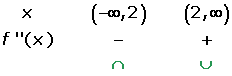 x (-∞,2) (2,∞)
f "(x) - +
∩ ∪